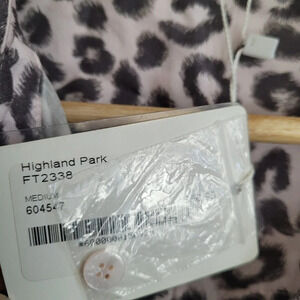 Highland Park
FT2338
MEDIUM
604547